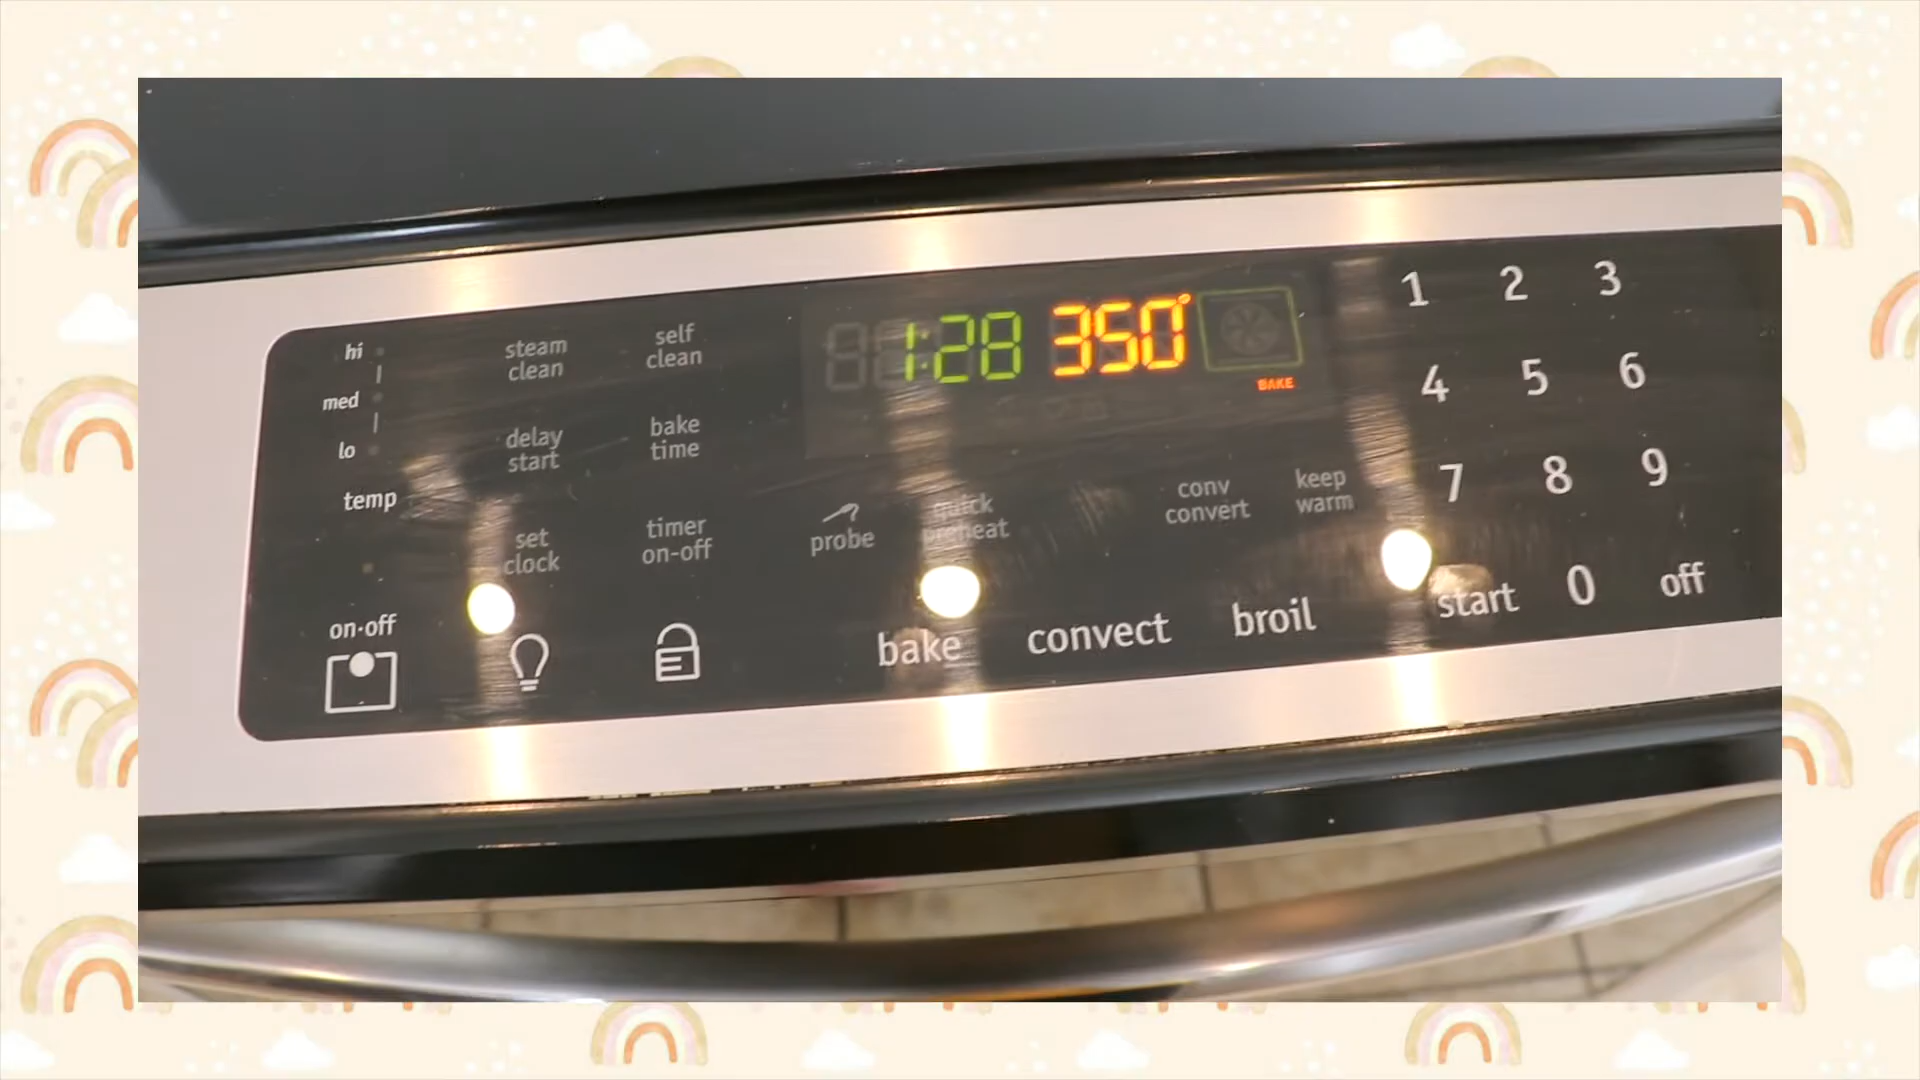 hi
med
lo
temp
on·off
steam
clean
self
clean
delay
start
bake
time
set
clock
timer
on-off
1:28 350°
BAKE
probe
quick
preheat
conv
convert
keep
warm
bake convect broil
1 2 3
4 5 6
7 8 9
start 0 off